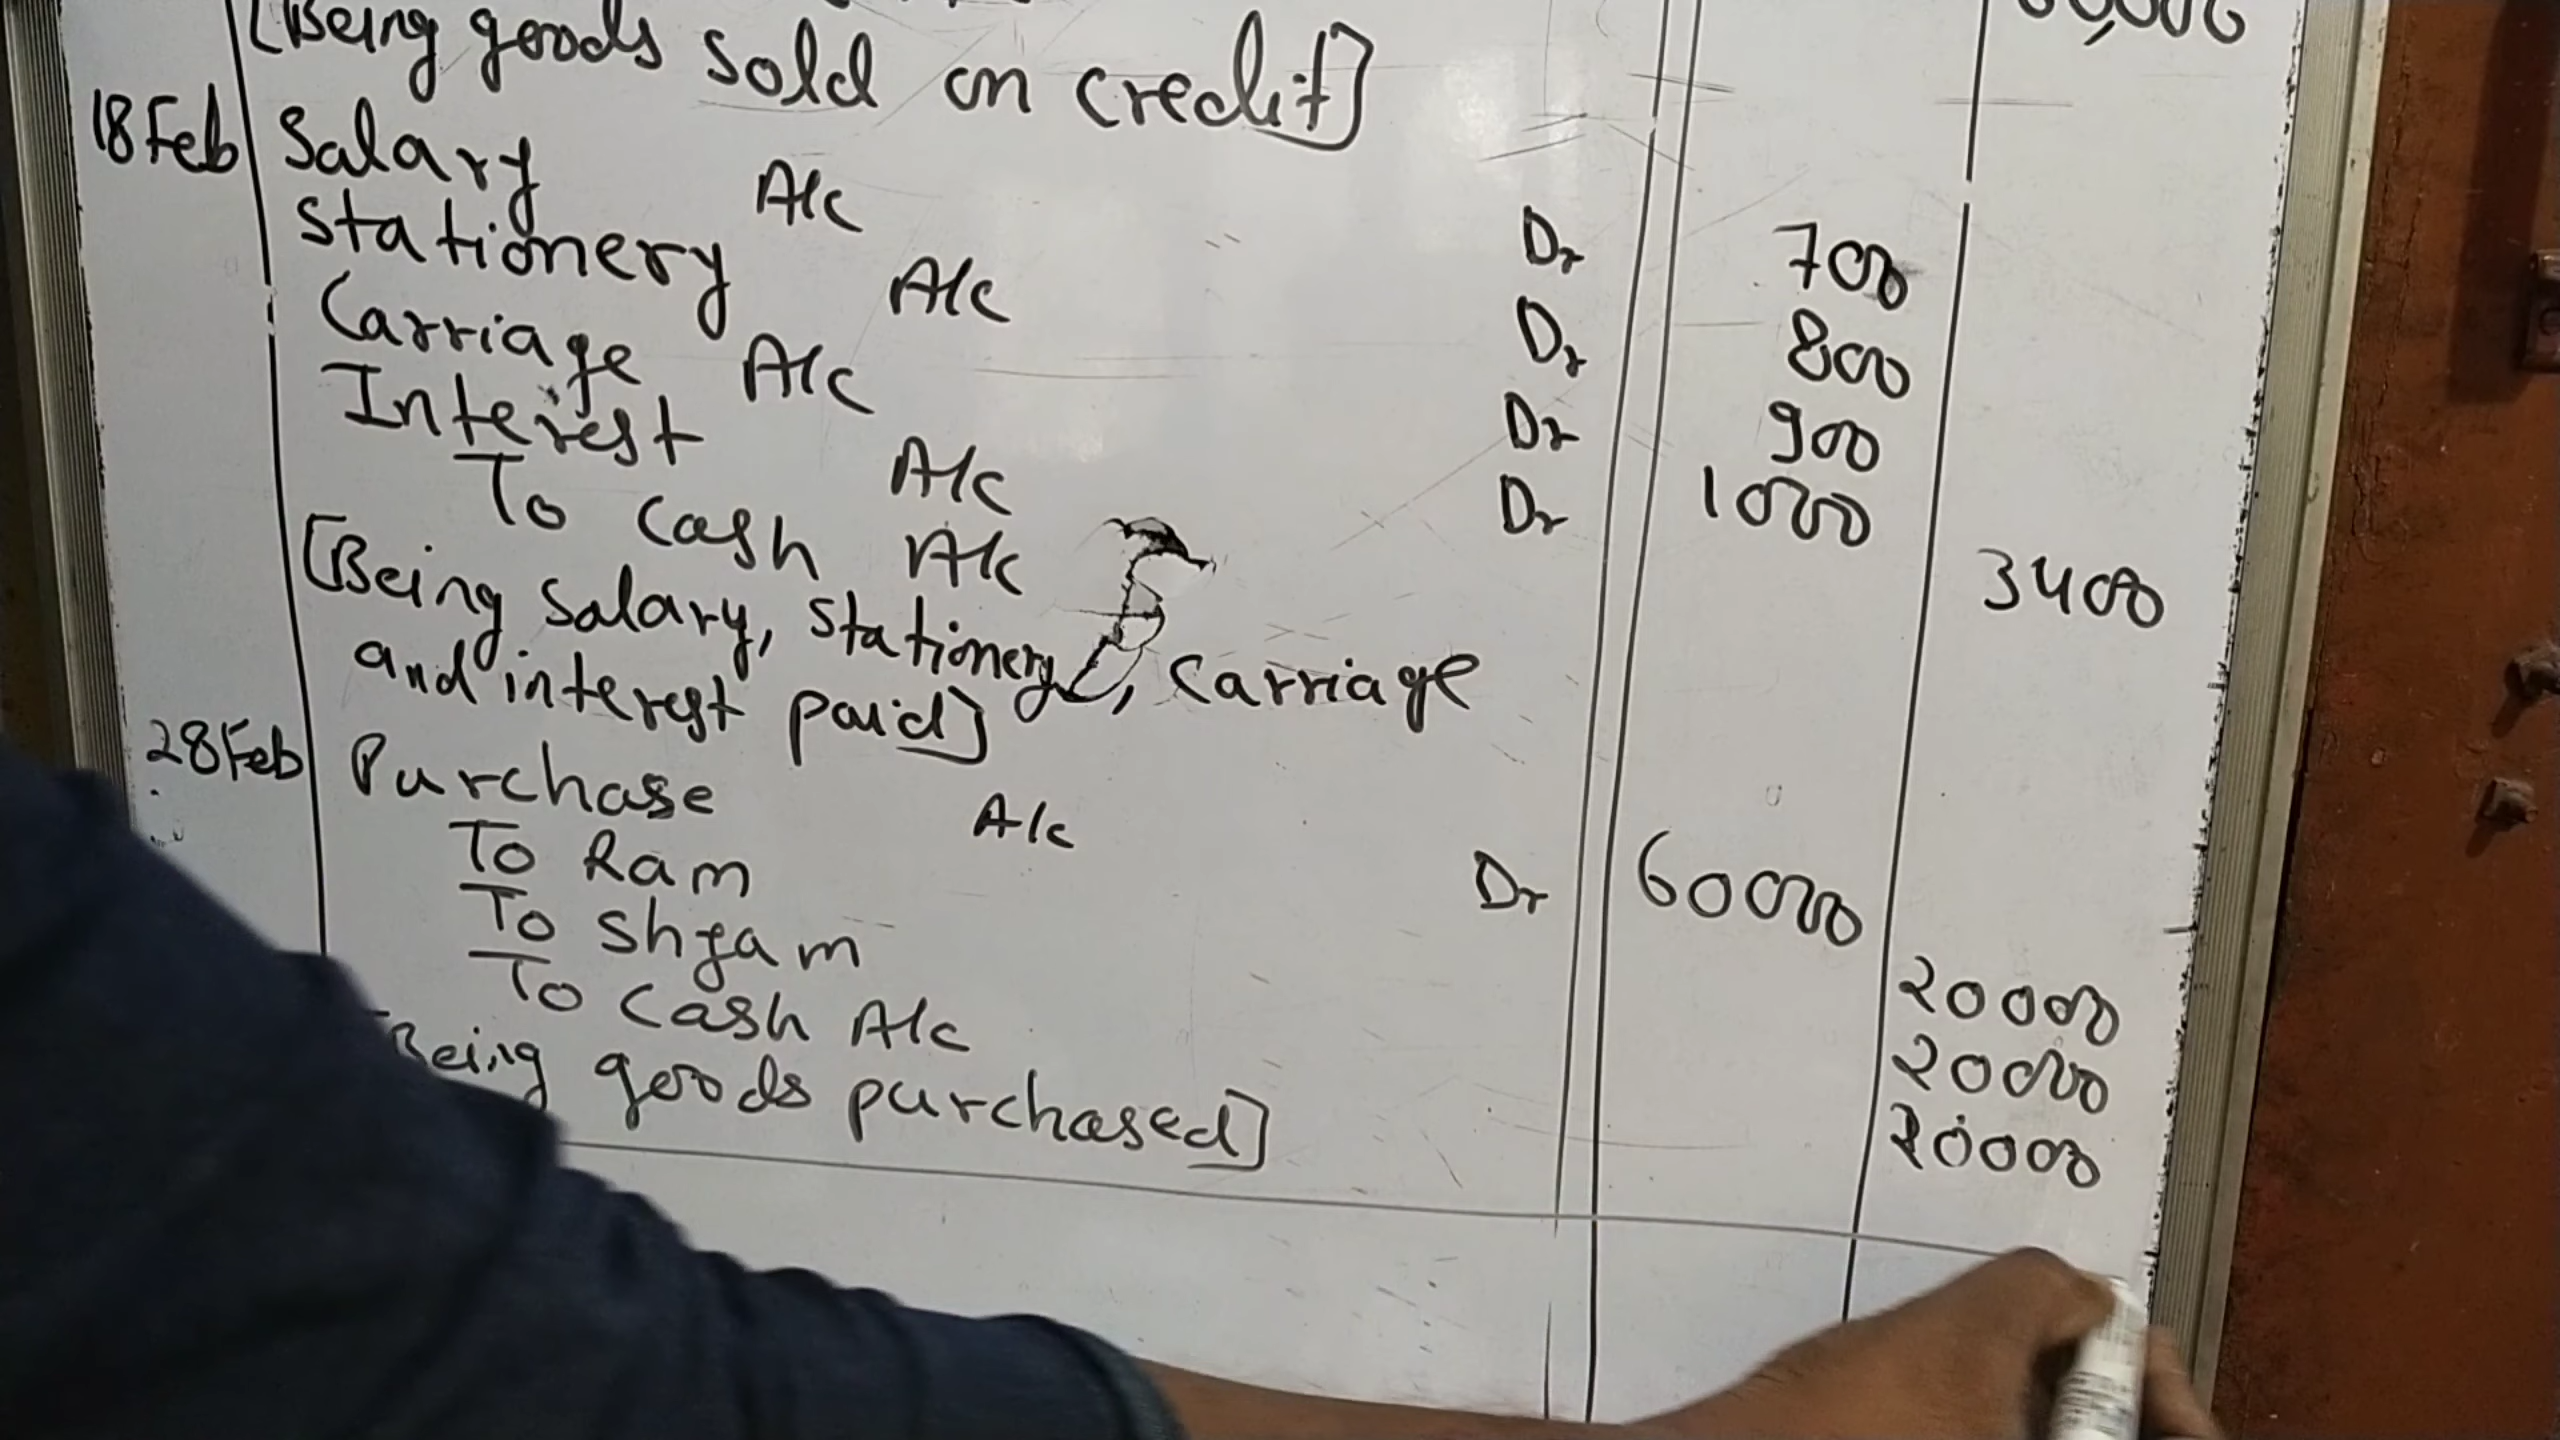 [Being goods sold on credit]
18 Feb Salary A/c Dr 700
Stationery A/c Dr 800
Carriage A/c Dr 900
Interest A/c Dr 1000
To Cash A/c 3400
[Being Salary, Stationery, Carriage
and interest paid]
28 Feb Purchase A/c Dr 60000
To Ram 20000
To Shyam 20000
To Cash A/c 20000
Being goods purchased]